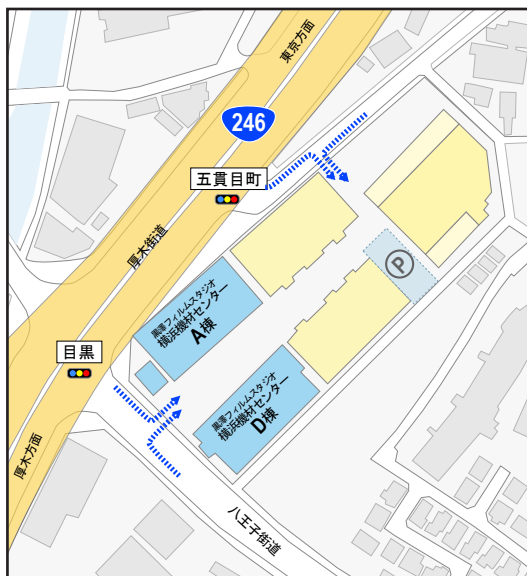 東京方面
246
五貫目町
厚木街道
P
黒澤フィルムスタジオ
横浜機材センター
A棟
目黒
黒澤フィルムスタジオ
横浜機材センター
D棟
厚木方面
八王子街道